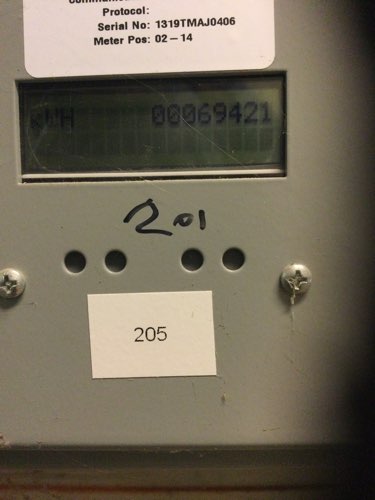 Protocol:
Serial No: 1319TMAJ0406
Meter Pos: 02 – 14
kWH 00069421
201
205